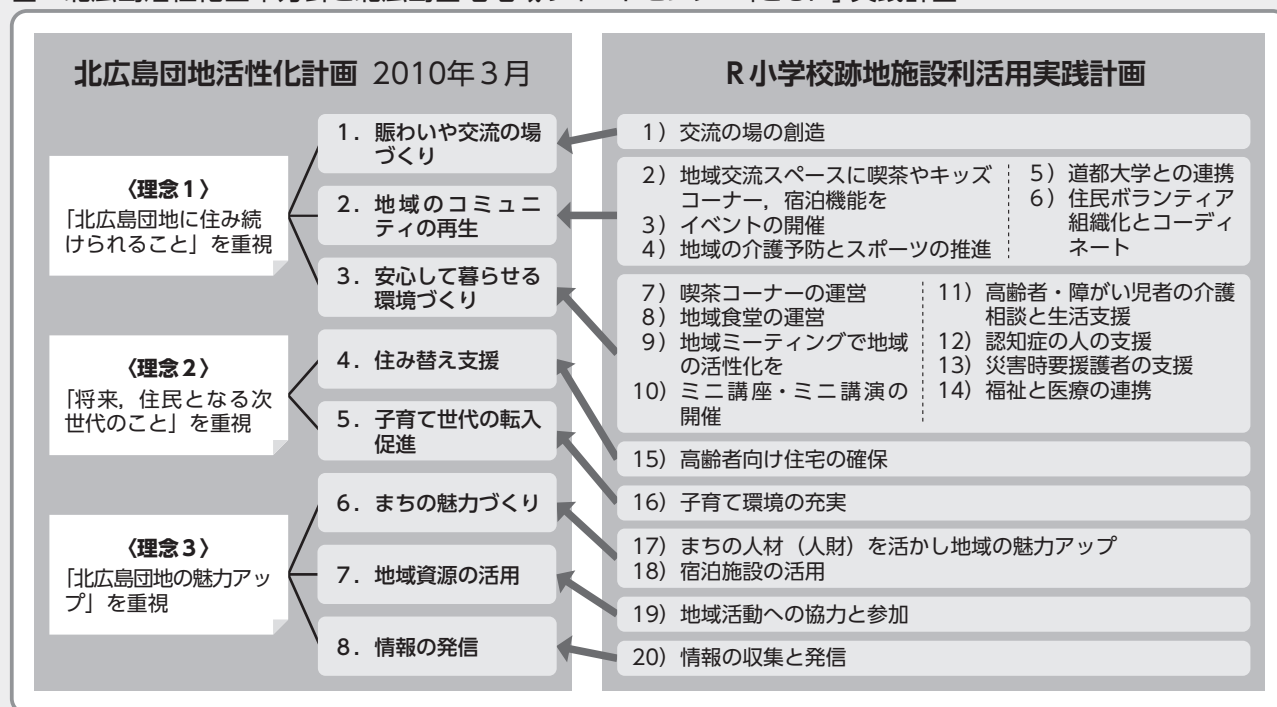 北広島団地活性化計画 2010年3月
〈理念1〉
「北広島団地に住み続
けられること」を重視
〈理念2〉
「将来，住民となる次
世代のこと」を重視
〈理念3〉
「北広島団地の魅力アッ
プ」を重視
1．賑わいや交流の場
づくり
2．地域のコミュニ
ティの再生
3．安心して暮らせる
環境づくり
4．住み替え支援
5．子育て世代の転入
促進
6．まちの魅力づくり
7．地域資源の活用
8．情報の発信
R小学校跡地施設利活用実践計画
1）交流の場の創造
2）地域交流スペースに喫茶やキッズ
コーナー，宿泊機能を
3）イベントの開催
4）地域の介護予防とスポーツの推進
5）道都大学との連携
6）住民ボランティア
組織化とコーディ
ネート
7）喫茶コーナーの運営
8）地域食堂の運営
9）地域ミーティングで地域
の活性化を
10）ミニ講座・ミニ講演の
開催
11）高齢者・障がい児者の介護
相談と生活支援
12）認知症の人の支援
13）災害時要援護者の支援
14）福祉と医療の連携
15）高齢者向け住宅の確保
16）子育て環境の充実
17）まちの人材（人財）を活かし地域の魅力アップ
18）宿泊施設の活用
19）地域活動への協力と参加
20）情報の収集と発信